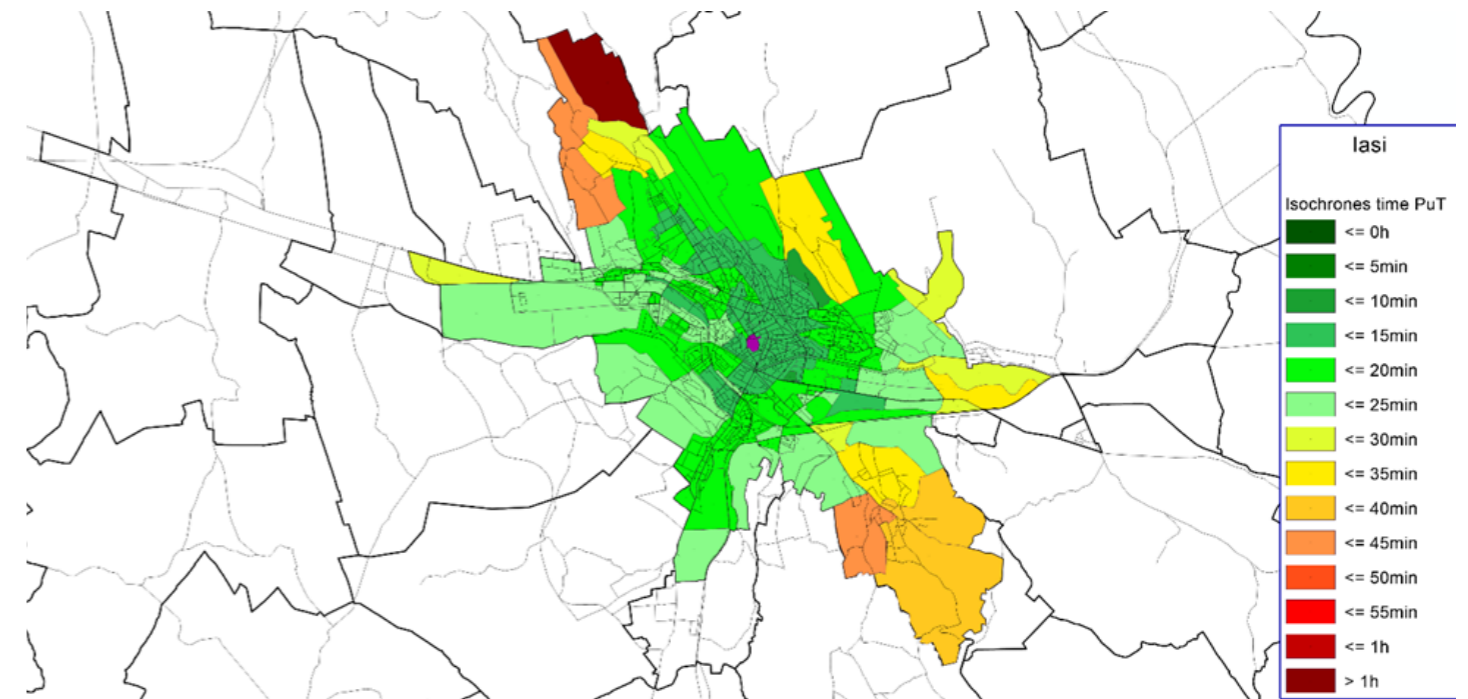 Iasi
Isochrones time PuT
<= 0h
<= 5min
<= 10min
<= 15min
<= 20min
<= 25min
<= 30min
<= 35min
<= 40min
<= 45min
<= 50min
<= 55min
<= 1h
> 1h